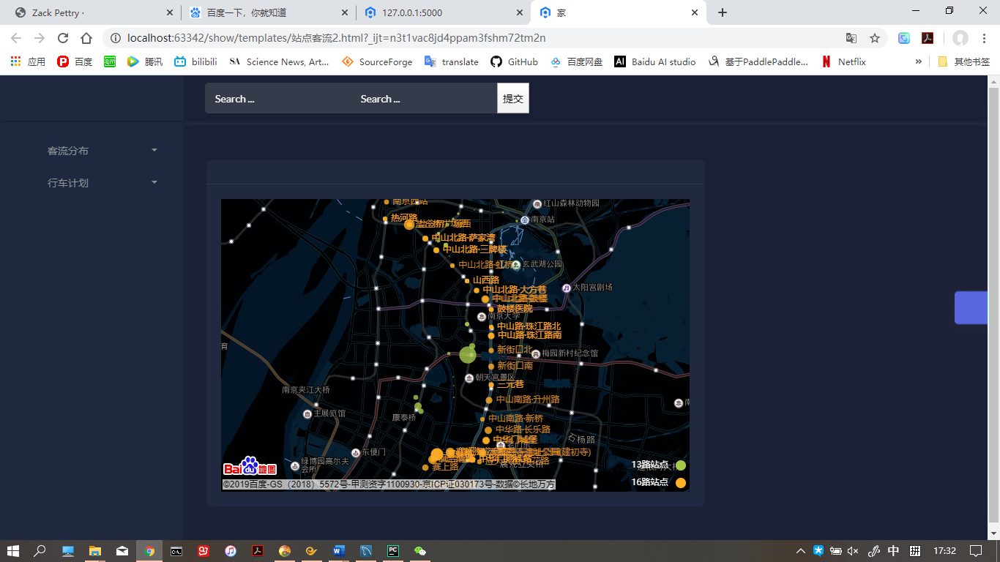 Zack Pettry ·
百度一下，你就知道
127.0.0.1:5000
家
localhost:63342/show/templates/站点客流2.html?_ijt=n3t1vac8jd4ppam3fshm72tm2n
应用
百度
腾讯
bilibili
Science News, Art...
SourceForge
translate
GitHub
百度网盘
Baidu AI studio
基于PaddlePaddle...
Netflix
»
其他书签
Search ...
Search ...
提交
客流分布
行车计划
南京西站
红山森林动物园
热河路
南京站
中山北路·萨家湾
中山北路·三牌楼
中山北路·虹桥
玄武湖公园
山西路
太阳宫剧场
中山北路·大方巷
中山北路·鼓楼
鼓楼医院
南京大学
中山路·珠江路北
中山路·珠江路南
育
新街口北
梅园新村纪念馆
新街口南
朝天宫景区
三元巷
南京夹江大桥
中山南路·升州路
主展览馆
康泰桥
中山南路·新桥
中华路·长乐路
石杨路
东便门
绿博园高尔夫
会所
赛上路
13路站点
16路站点
Bai du 地图
©2019百度-GS（2018）5572号-甲测资字1100930-京ICP证030173号-数据©长地万方
中
拼
17:32